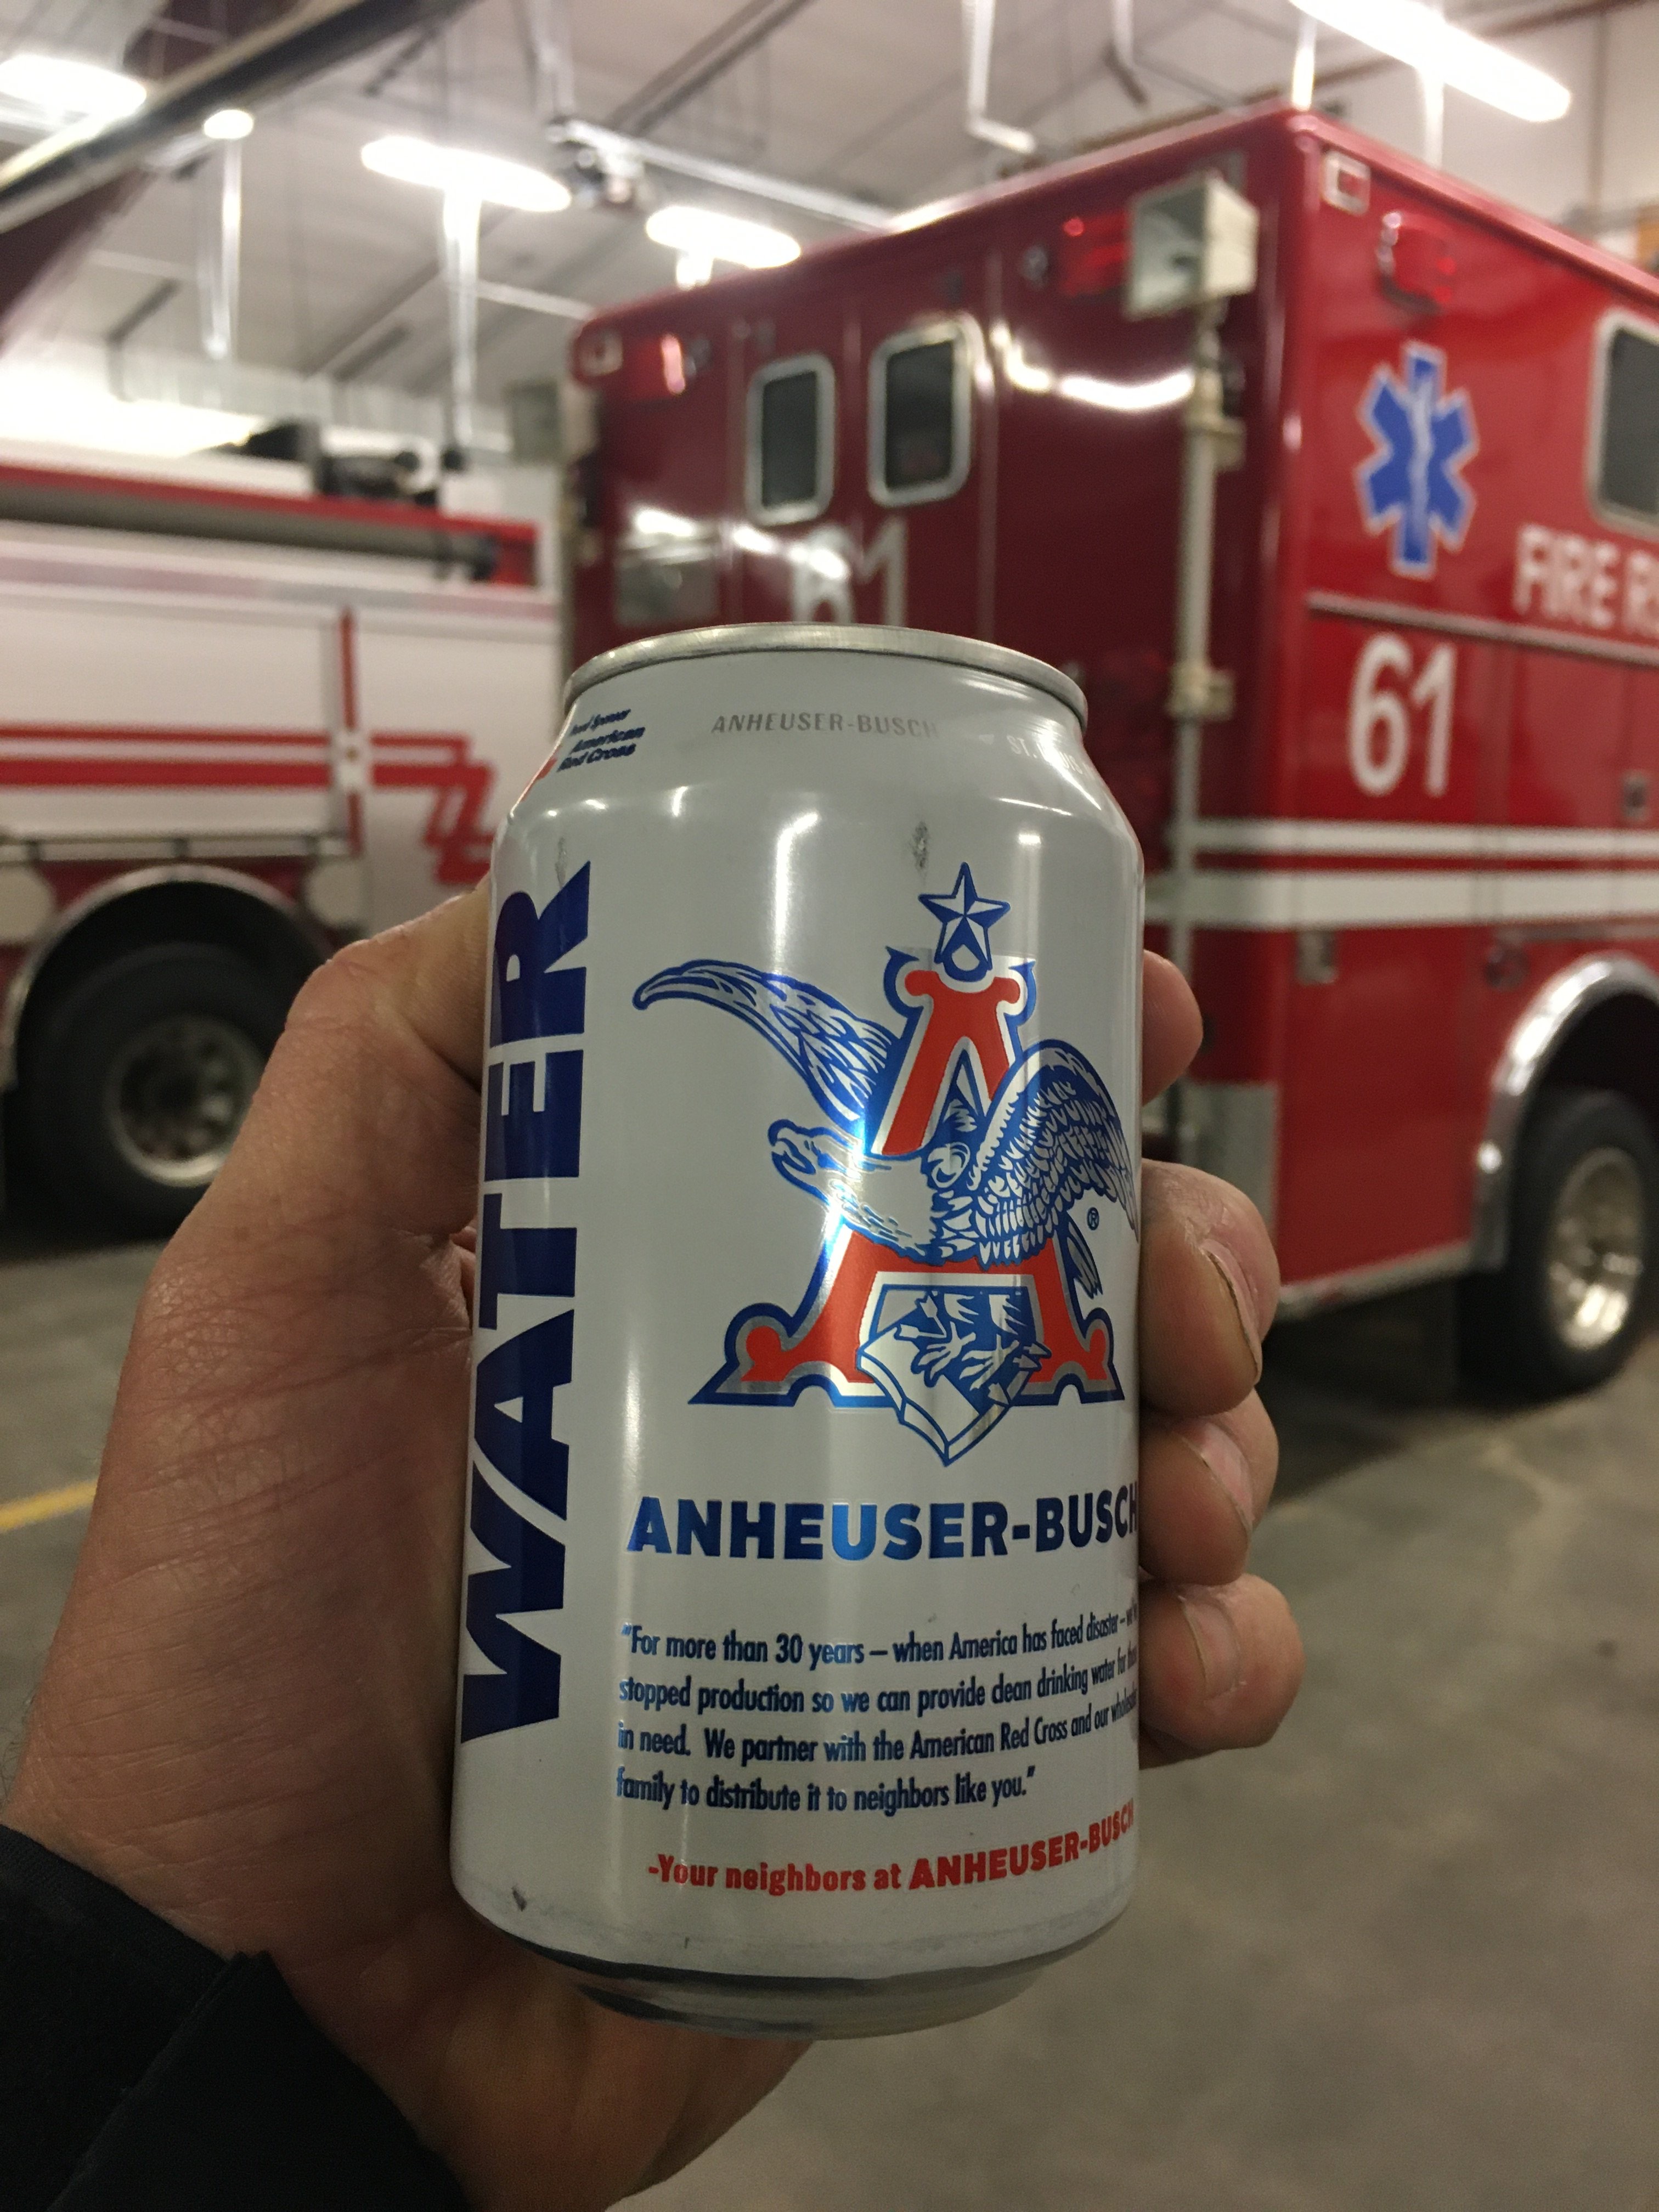 61
FIRE
61
American
Red Cross
ANHEUSER-BUSCH
ST.
WATER
A
®
ANHEUSER-BUSCH
"For more than 30 years – when America has faced disaster –
stopped production so we can provide clean drinking water for
in need. We partner with the American Red Cross and our
family to distribute it to neighbors like you."
-Your neighbors at ANHEUSER-BUSCH